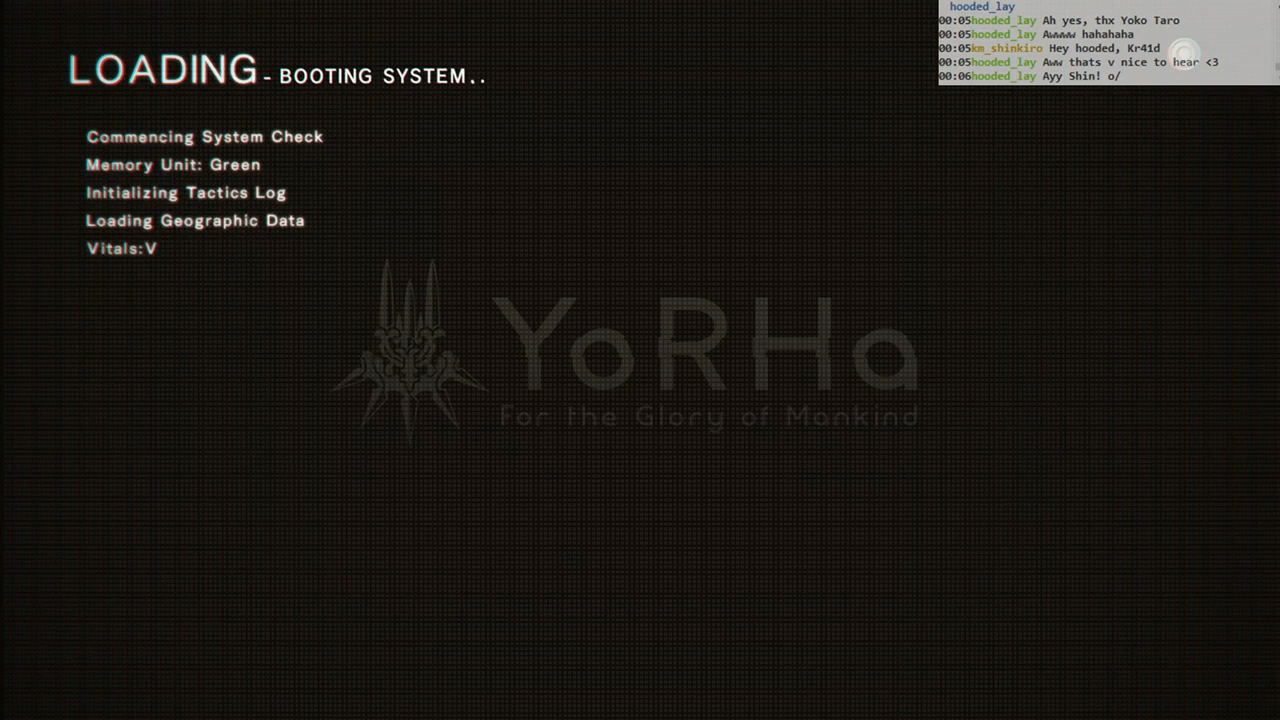 LOADING - BOOTING SYSTEM..
Commencing System Check
Memory Unit: Green
Initializing Tactics Log
Loading Geographic Data
Vitals:V
YoRHa
For the Glory of Mankind
hooded_lay
00:05hooded_lay Ah yes, thx Yoko Taro
00:05hooded_lay Awwww hahahaha
00:05km_shinkiro Hey hooded, Kr41d
00:05hooded_lay Aww thats v nice to hear <3
00:06hooded_lay Ayy Shin! o/